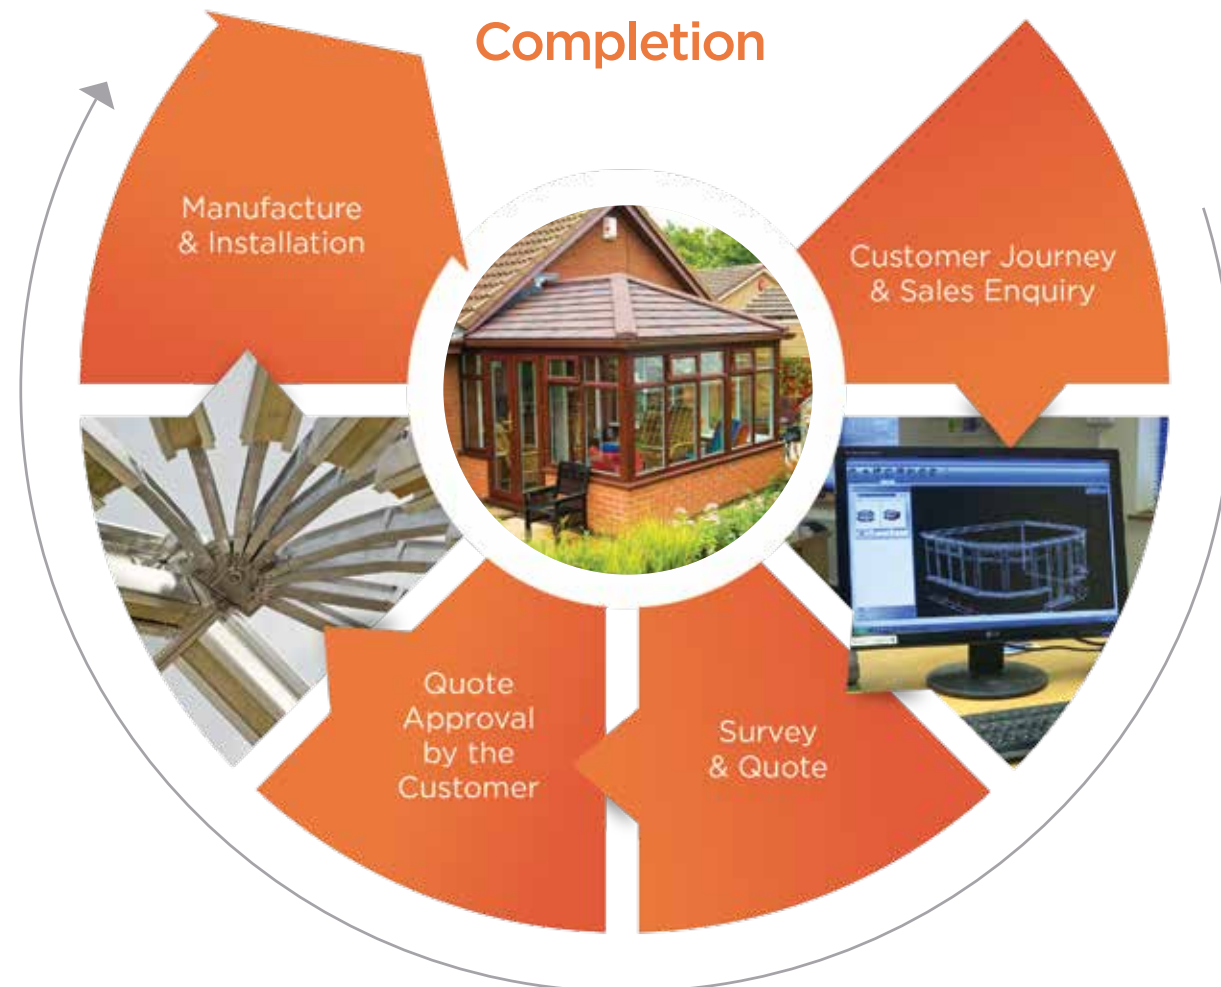 Completion
Manufacture
& Installation
Customer Journey
& Sales Enquiry
Quote
Approval
by the
Customer
Survey
& Quote